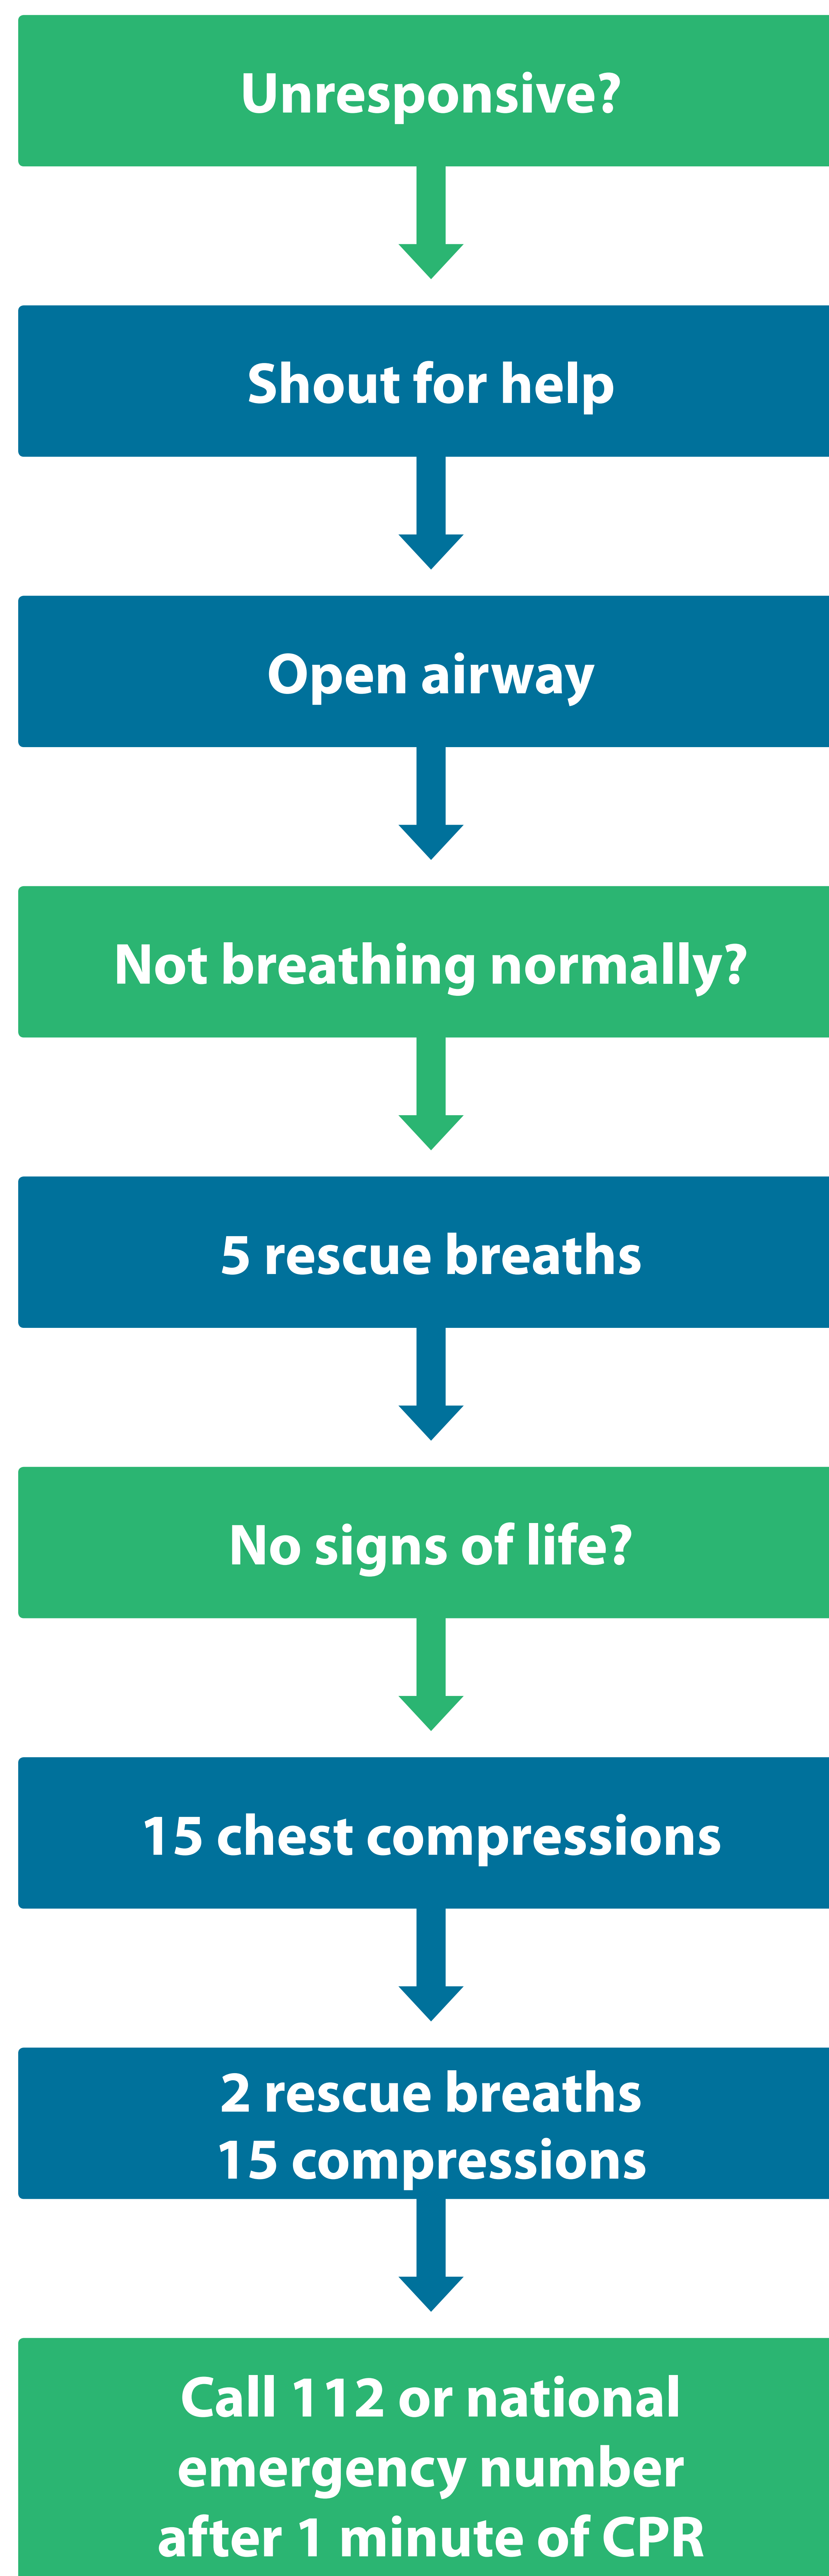 Unresponsive?
Shout for help
Open airway
Not breathing normally?
5 rescue breaths
No signs of life?
15 chest compressions
2 rescue breaths
15 compressions
Call 112 or national
emergency number
after 1 minute of CPR